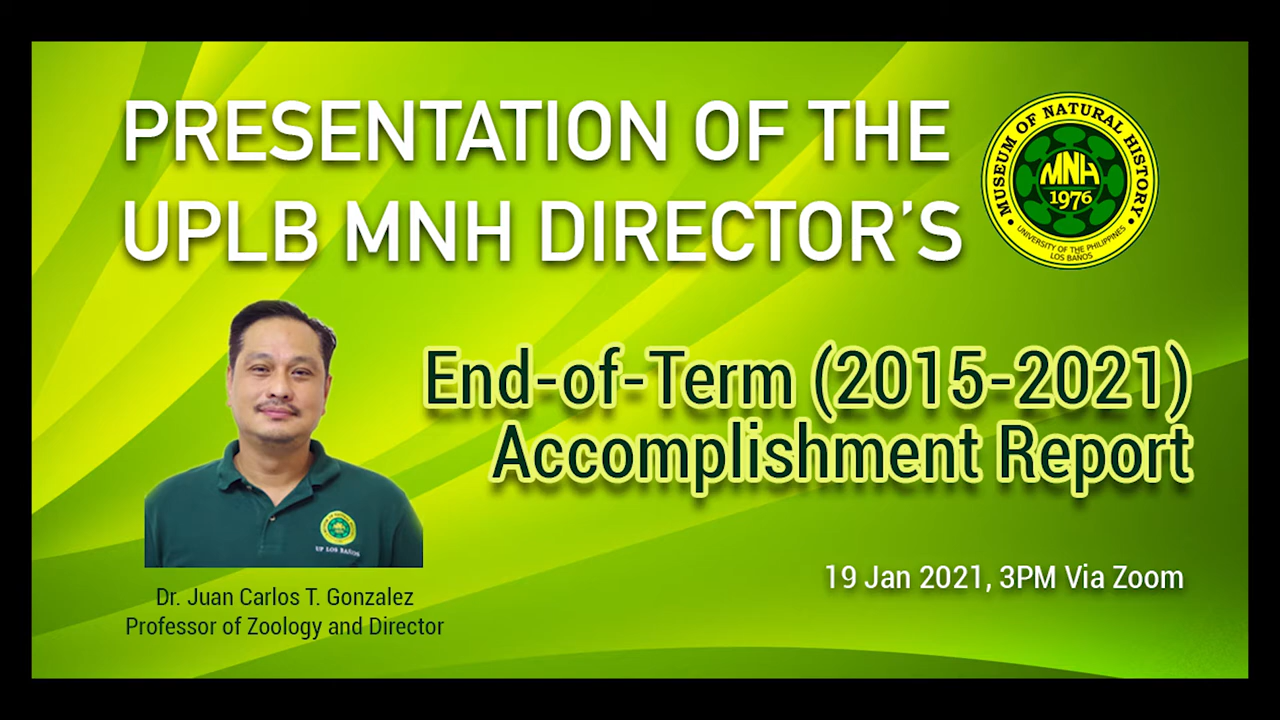 PRESENTATION OF THE
UPLB MNH DIRECTOR'S
MUSEUM OF NATURAL HISTORY
MNH
1976
UNIVERSITY OF THE PHILIPPINES
LOS BAÑOS
End-of-Term (2015-2021)
Accomplishment Report
UP LOS BAÑOS
19 Jan 2021, 3PM Via Zoom
Dr. Juan Carlos T. Gonzalez
Professor of Zoology and Director